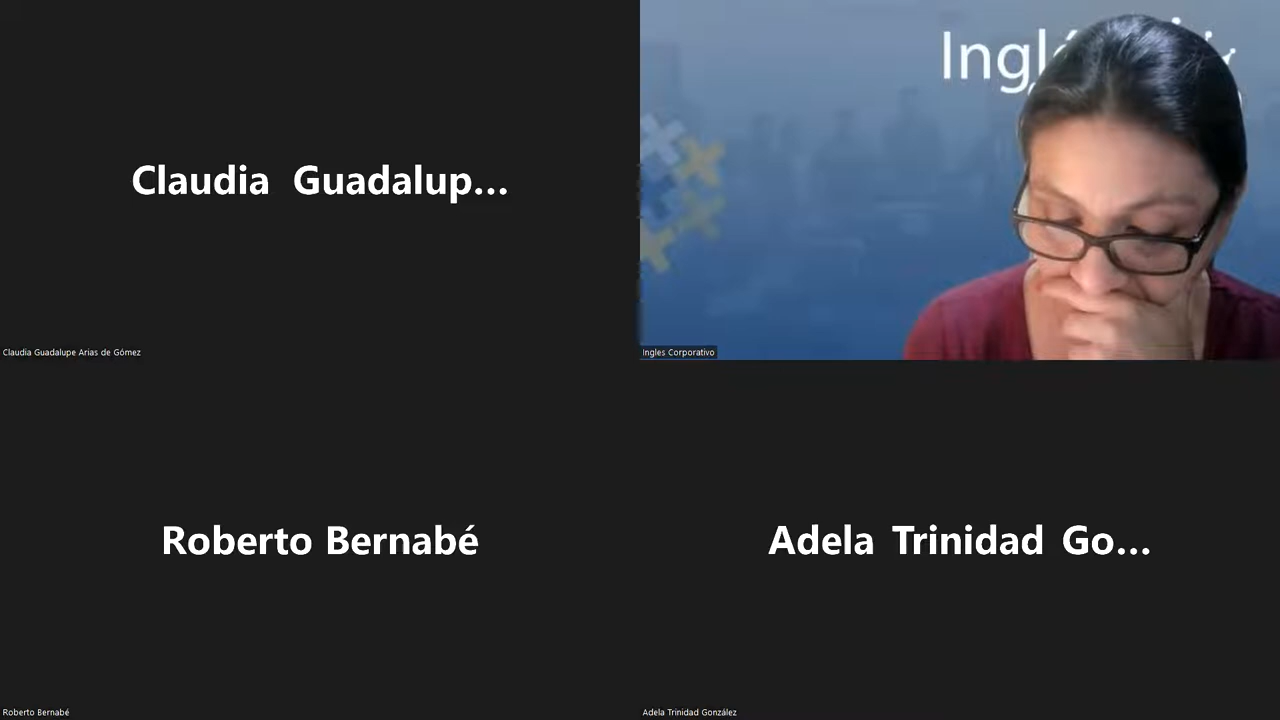 Claudia Guadalup...
Claudia Guadalupe Arias de Gómez
Inglé
Ingles Corporativo
Roberto Bernabé
Roberto Bernabé
Adela Trinidad Go...
Adela Trinidad González